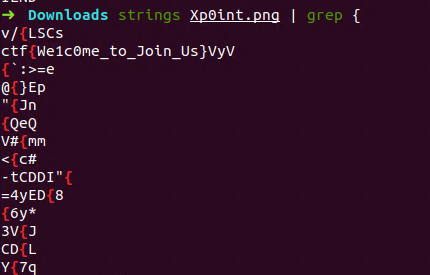 ➜ Downloads strings Xp0int.png | grep {
v/{LSCs
ctf{We1c0me_to_Join_Us}VyV
{`:>=e
@{}Ep
"{Jn
{QeQ
V#{mm
<{c#
-tCDDI"{
=4yED{8
{6y*
3V{J
CD{L
Y{7q